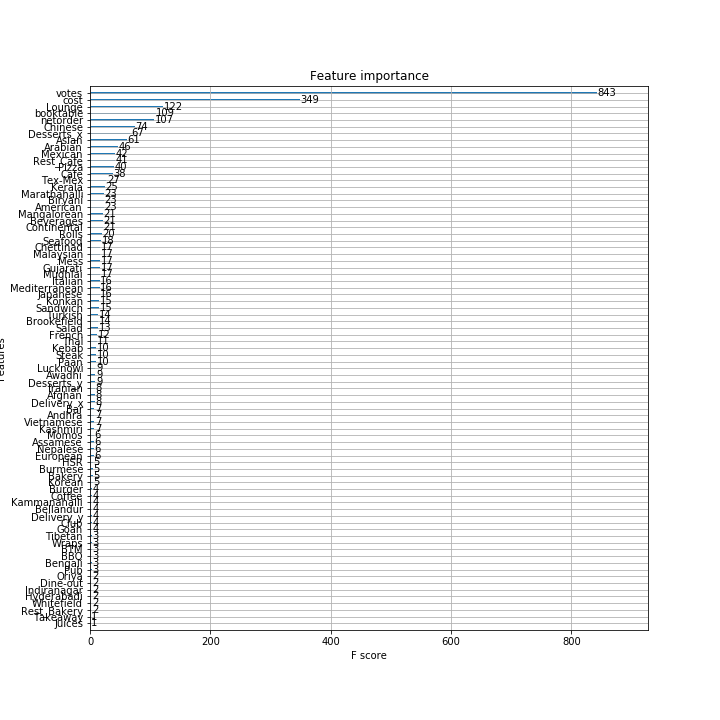 Feature importance
votes 843
cost 349
Lounge 122
booktable 109
netorder 107
Chinese 74
Desserts_x 67
Asian 61
Arabian 46
Mexican 42
Rest_Cafe 41
Pizza 40
Cafe 38
Tex-Mex 27
Kerala 25
Marathahalli 23
Biryani 23
American 23
Mangalorean 21
Beverages 21
Continental 21
Rolls 20
Seafood 18
Chettinad 17
Malaysian 17
Mess 17
Gujarati 17
Mughlai 17
Italian 16
Mediterranean 16
Japanese 16
Konkan 15
Sandwich 15
Turkish 14
Brookefield 14
Salad 13
French 12
Thai 11
Kebab 10
Steak 10
Paan 10
Lucknowi 9
Awadhi 9
Desserts_y 9
Iranian 8
Afghan 8
Delivery_x 8
Bar 7
Andhra 7
Vietnamese 7
Kashmiri 7
Momos 6
Assamese 6
Nepalese 6
European 6
HSR 5
Burmese 5
Bakery 5
Korean 5
Burger 4
Coffee 4
Kammanahalli 4
Bellandur 4
Delivery_y 4
Club 4
Goan 4
Tibetan 3
Wraps 3
BTM 3
BBQ 3
Bengali 3
Pub 3
Oriya 2
Dine-out 2
Indiranagar 2
Hyderabadi 2
Whitefield 2
Rest_Bakery 2
Takeaway 1
Juices 1
0 200 400 600 800
F score